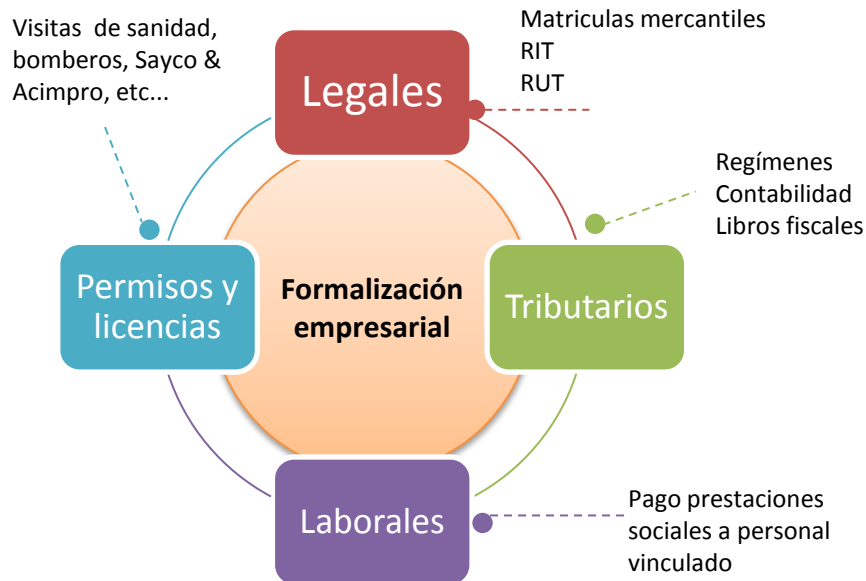 Visitas de sanidad,
bomberos, Sayco &
Acimpro, etc...
Legales
Matriculas mercantiles
RIT
RUT
Regímenes
Contabilidad
Libros fiscales
Permisos y
licencias
Formalización
empresarial
Tributarios
Laborales
Pago prestaciones
sociales a personal
vinculado